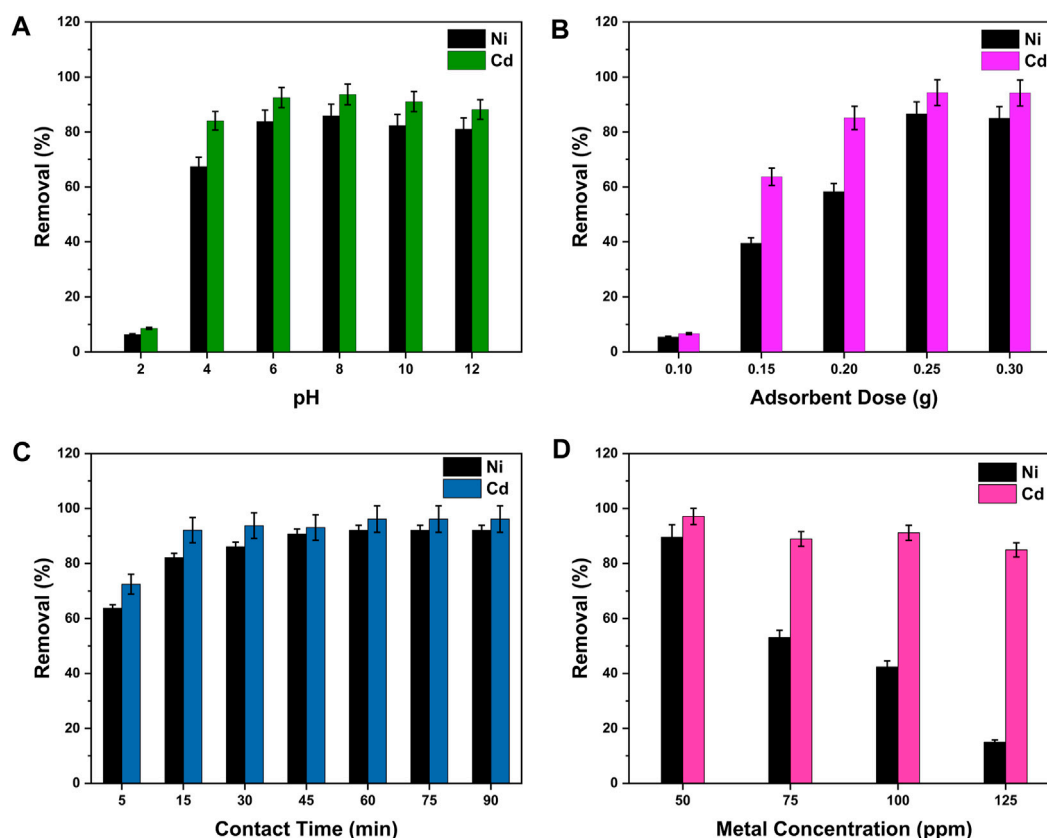 A
Ni
Cd
120
100
80
60
40
20
0
Removal (%)
2 4 6 8 10 12
pH
B
Ni
Cd
120
100
80
60
40
20
0
Removal (%)
0.10 0.15 0.20 0.25 0.30
Adsorbent Dose (g)
C
Ni
Cd
120
100
80
60
40
20
0
Removal (%)
5 15 30 45 60 75 90
Contact Time (min)
D
Ni
Cd
120
100
80
60
40
20
0
Removal (%)
50 75 100 125
Metal Concentration (ppm)